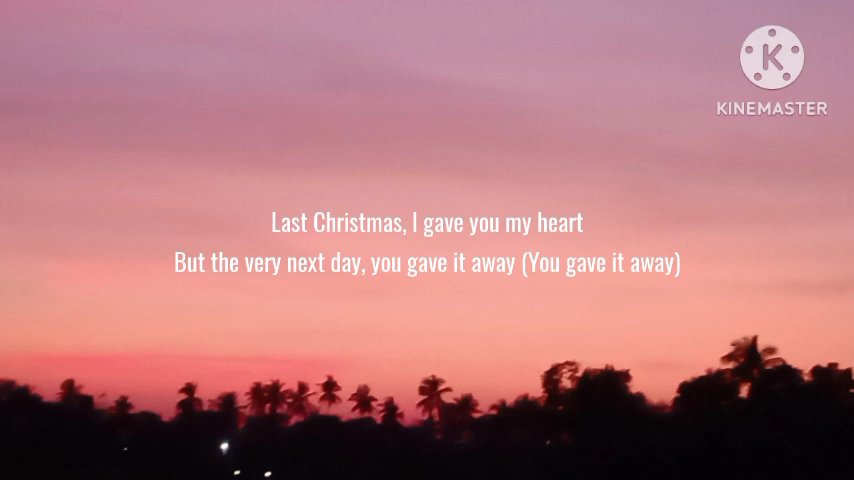 K
KINEMASTER
Last Christmas, I gave you my heart
But the very next day, you gave it away (You gave it away)